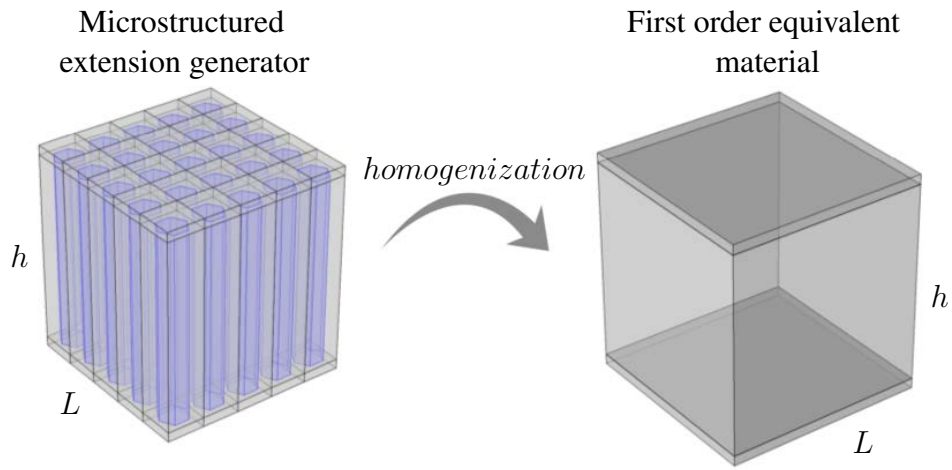 Microstructured
extension generator
First order equivalent
material
homogenization
h
L
h
L